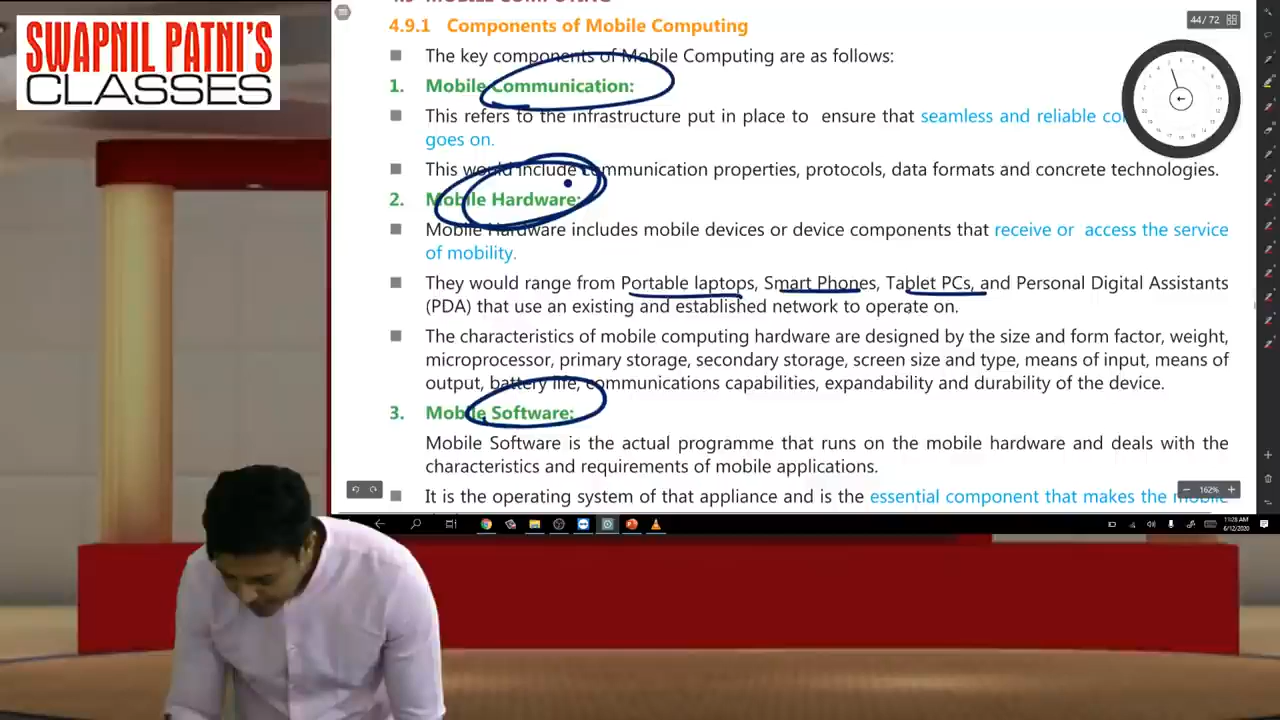 SWAPNIL PATNI'S
CLASSES
44 / 72
4.9.1 Components of Mobile Computing
■ The key components of Mobile Computing are as follows:
1. Mobile Communication:
■ This refers to the infrastructure put in place to ensure that seamless and reliable
goes on.
■ This would include communication properties, protocols, data formats and concrete technologies.
2. Mobile Hardware:
■ Mobile Hardware includes mobile devices or device components that receive or access the service
of mobility.
■ They would range from Portable laptops, Smart Phones, Tablet PCs, and Personal Digital Assistants
(PDA) that use an existing and established network to operate on.
■ The characteristics of mobile computing hardware are designed by the size and form factor, weight,
microprocessor, primary storage, secondary storage, screen size and type, means of input, means of
output, battery life, communications capabilities, expandability and durability of the device.
3. Mobile Software:
Mobile Software is the actual programme that runs on the mobile hardware and deals with the
characteristics and requirements of mobile applications.
■ It is the operating system of that appliance and is the essential component that makes the mobile
162%
11:28 AM
6/12/2020